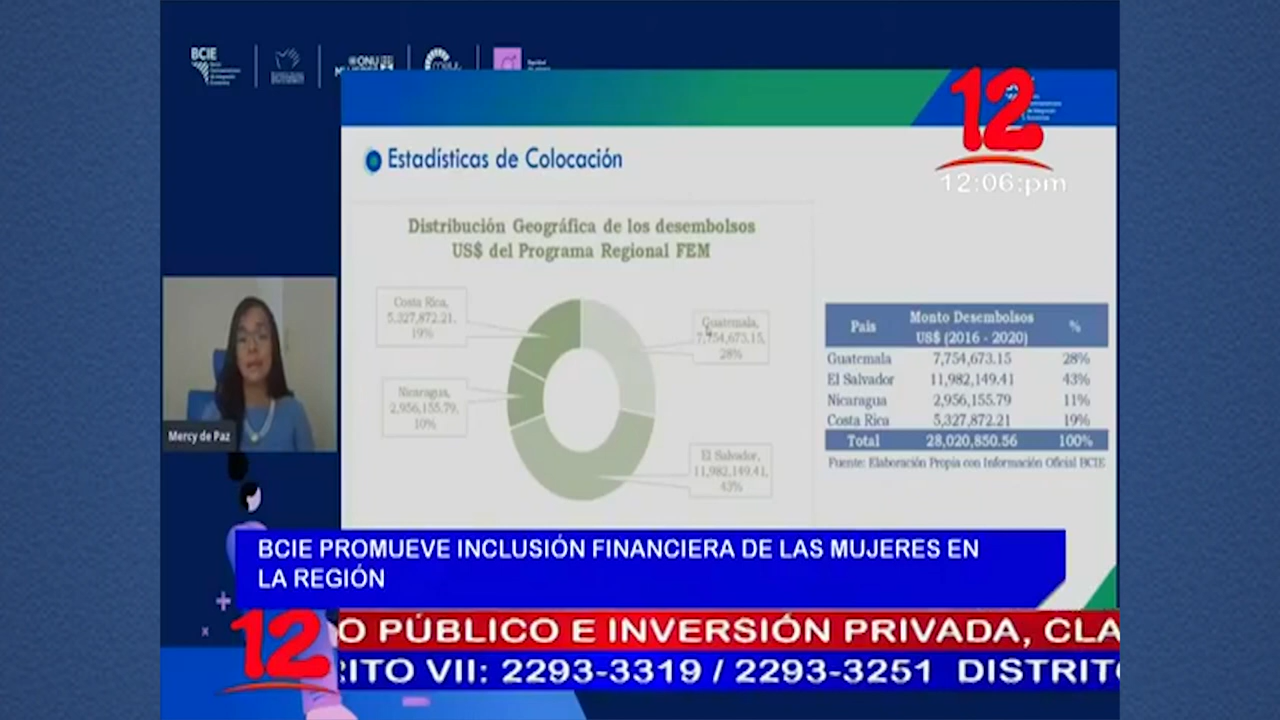 BCIE
ONU
MUJERES
12
12:06:pm
Estadísticas de Colocación
Distribución Geográfica de los desembolsos
US$ del Programa Regional FEM
Costa Rica,
5,327,872.21,
19%
Guatemala,
7,754,673.15,
28%
Nicaragua,
2,956,155.79,
10%
El Salvador,
11,982,149.41,
43%
País Monto Desembolsos US$ (2016 - 2020) %
Guatemala 7,754,673.15 28%
El Salvador 11,982,149.41 43%
Nicaragua 2,956,155.79 11%
Costa Rica 5,327,872.21 19%
Total 28,020,850.56 100%
Fuente: Elaboración Propia con Información Oficial BCIE
Mercy de Paz
BCIE PROMUEVE INCLUSIÓN FINANCIERA DE LAS MUJERES EN
LA REGIÓN
12
O PÚBLICO E INVERSIÓN PRIVADA, CLA
RITO VII: 2293-3319 / 2293-3251 DISTRITO